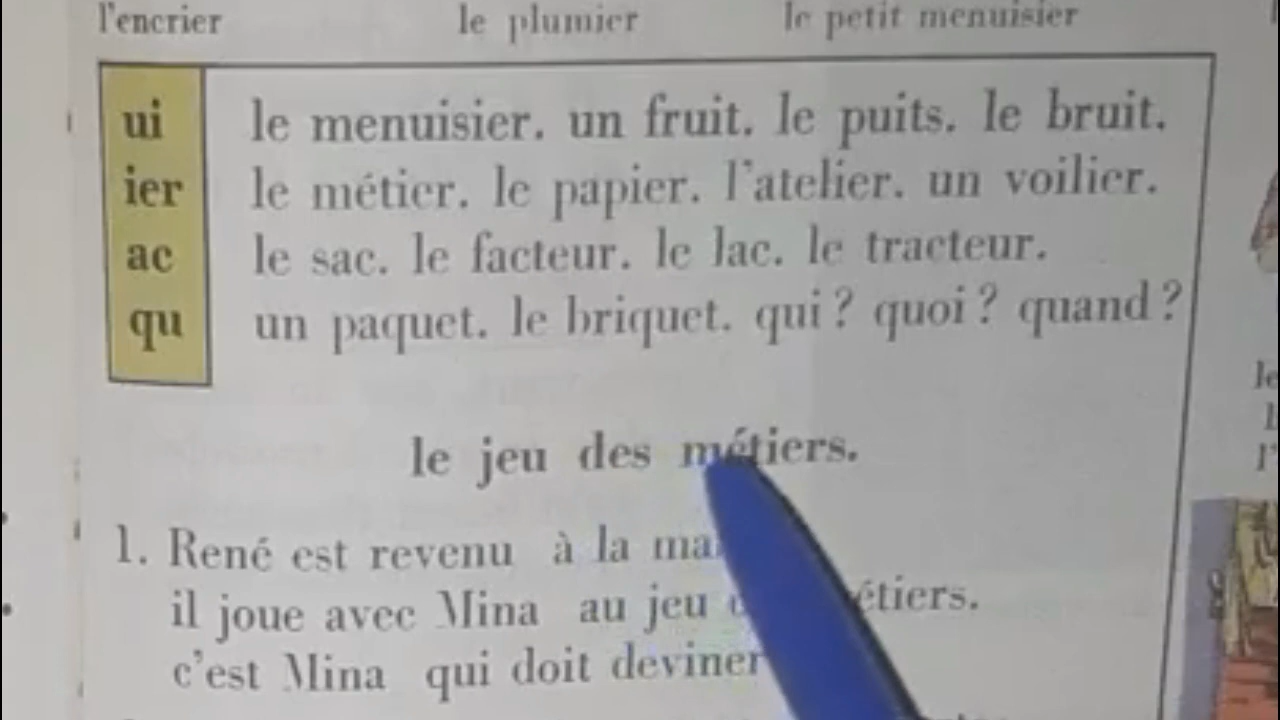 l'encrier le plumier le petit menuisier
ui le menuisier. un fruit. le puits. le bruit.
ier le métier. le papier. l'atelier. un voilier.
ac le sac. le facteur. le lac. le tracteur.
qu un paquet. le briquet. qui ? quoi ? quand ?
le jeu des métiers.
1. René est revenu à la
il joue avec Mina au jeu étiers.
c'est Mina qui doit deviner
le